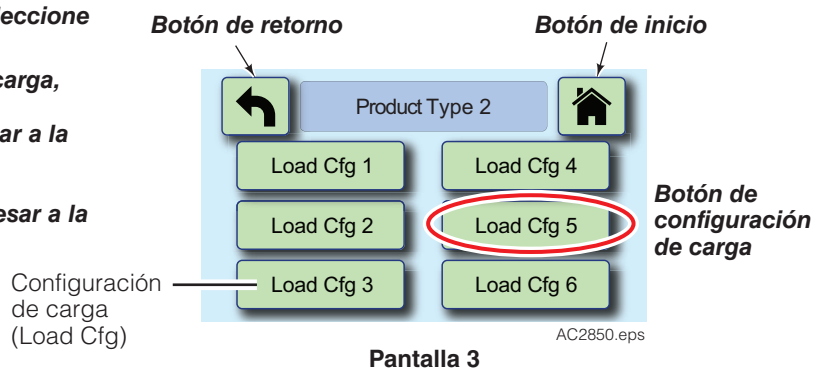 leccione
carga,
ar a la
esar a la
Botón de retorno
Botón de inicio
Product Type 2
Load Cfg 1
Load Cfg 4
Load Cfg 2
Load Cfg 5
Load Cfg 3
Load Cfg 6
Botón de
configuración
de carga
Configuración
de carga
(Load Cfg)
AC2850.eps
Pantalla 3